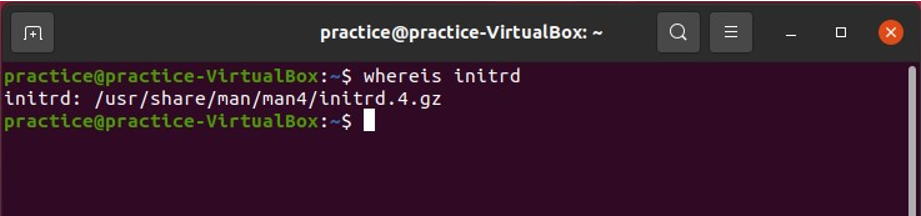 practice@practice-VirtualBox: ~
practice@practice-VirtualBox:~$ whereis initrd
initrd: /usr/share/man/man4/initrd.4.gz
practice@practice-VirtualBox:~$